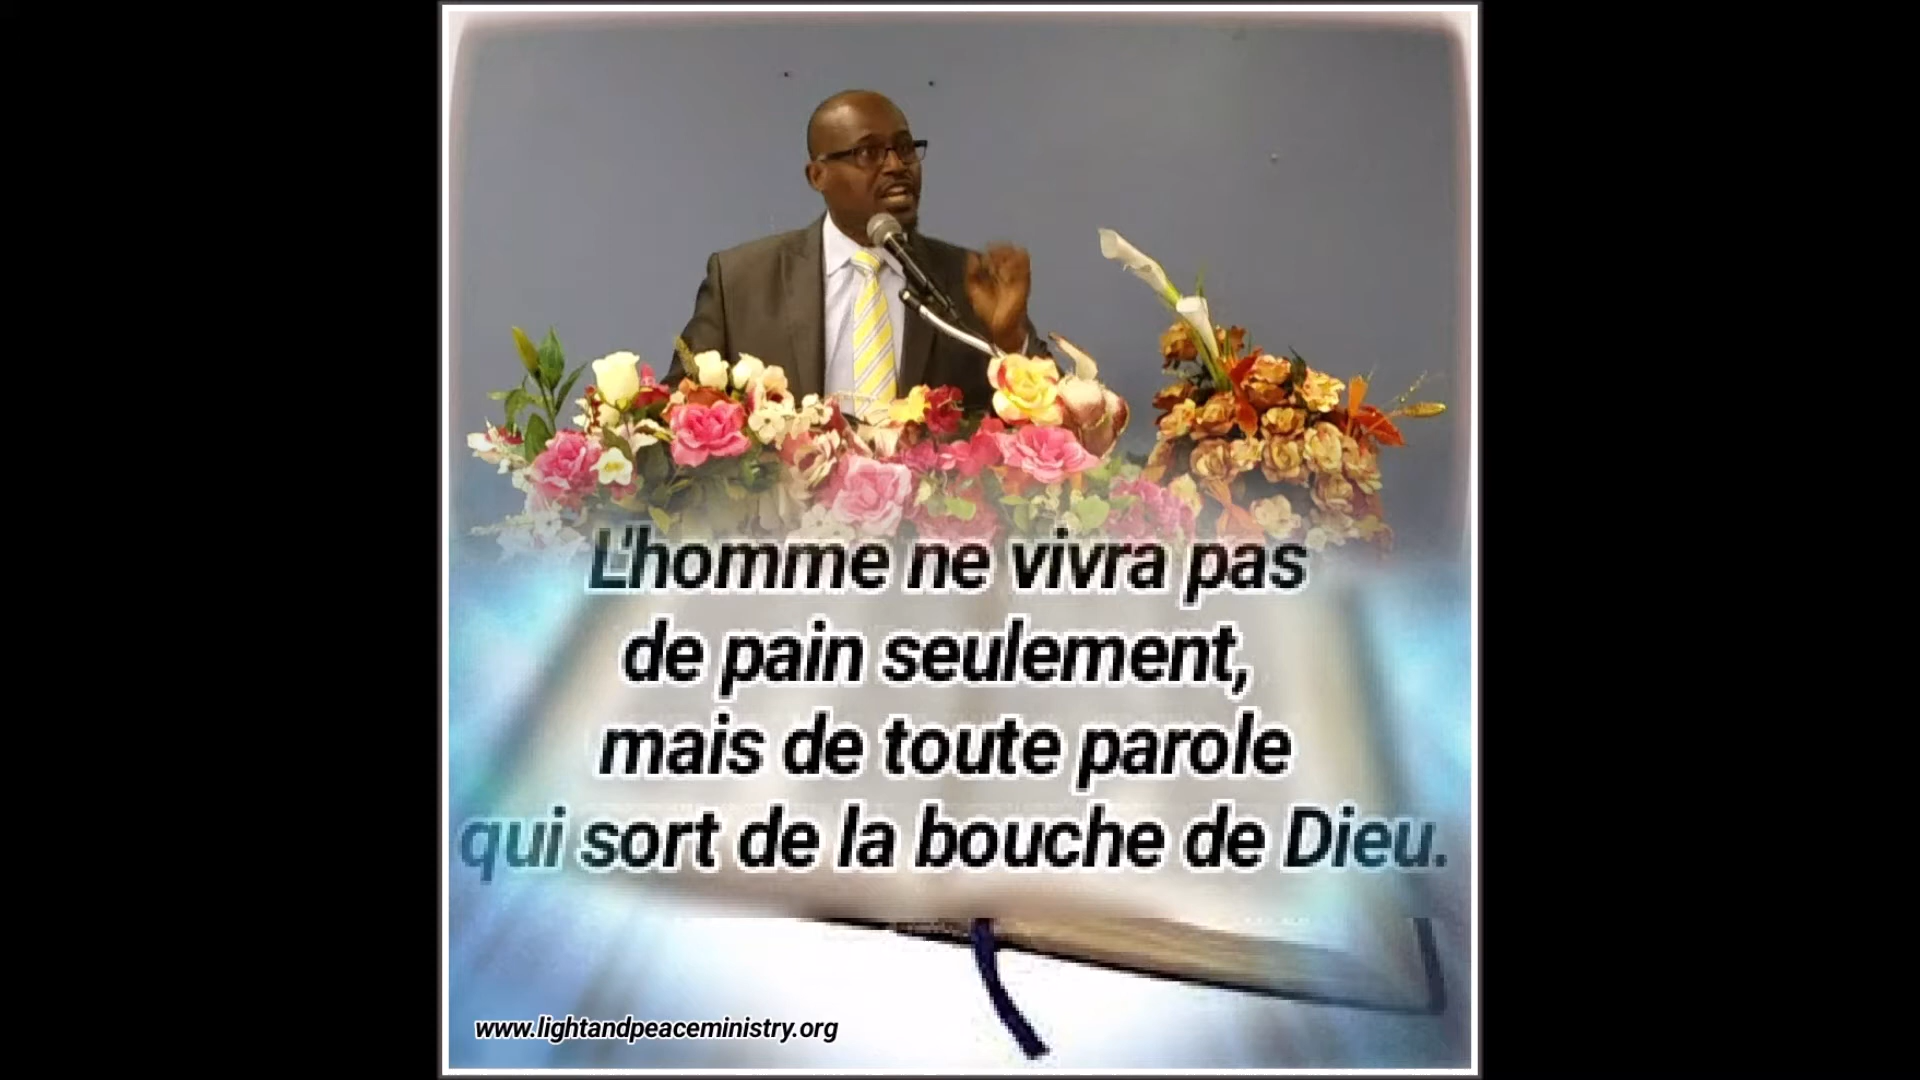 L'homme ne vivra pas
de pain seulement,
mais de toute parole
qui sort de la bouche de Dieu.
www.lightandpeaceministry.org